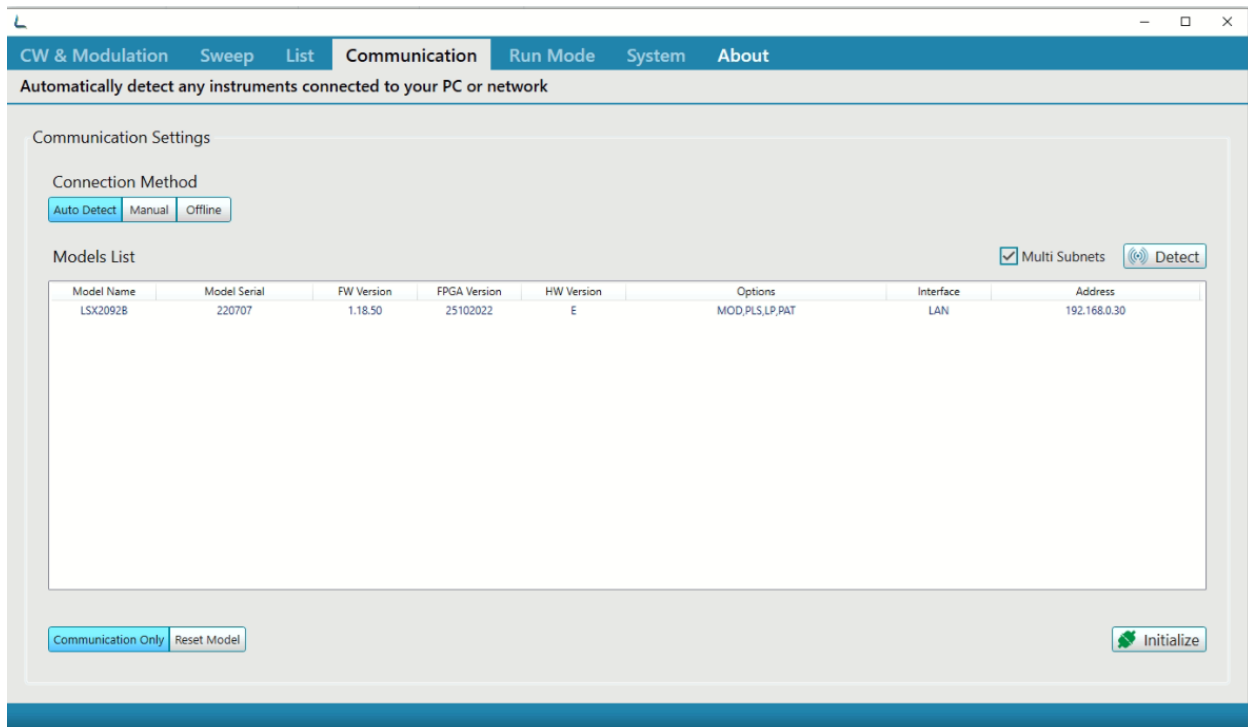 CW & Modulation Sweep List Communication Run Mode System About
Automatically detect any instruments connected to your PC or network
Communication Settings
Connection Method
Auto Detect Manual Offline
Models List Multi Subnets Detect
Model Name Model Serial FW Version FPGA Version HW Version Options Interface Address
LSX2092B 220707 1.18.50 25102022 E MOD,PLS,LP,PAT LAN 192.168.0.30
Communication Only Reset Model Initialize